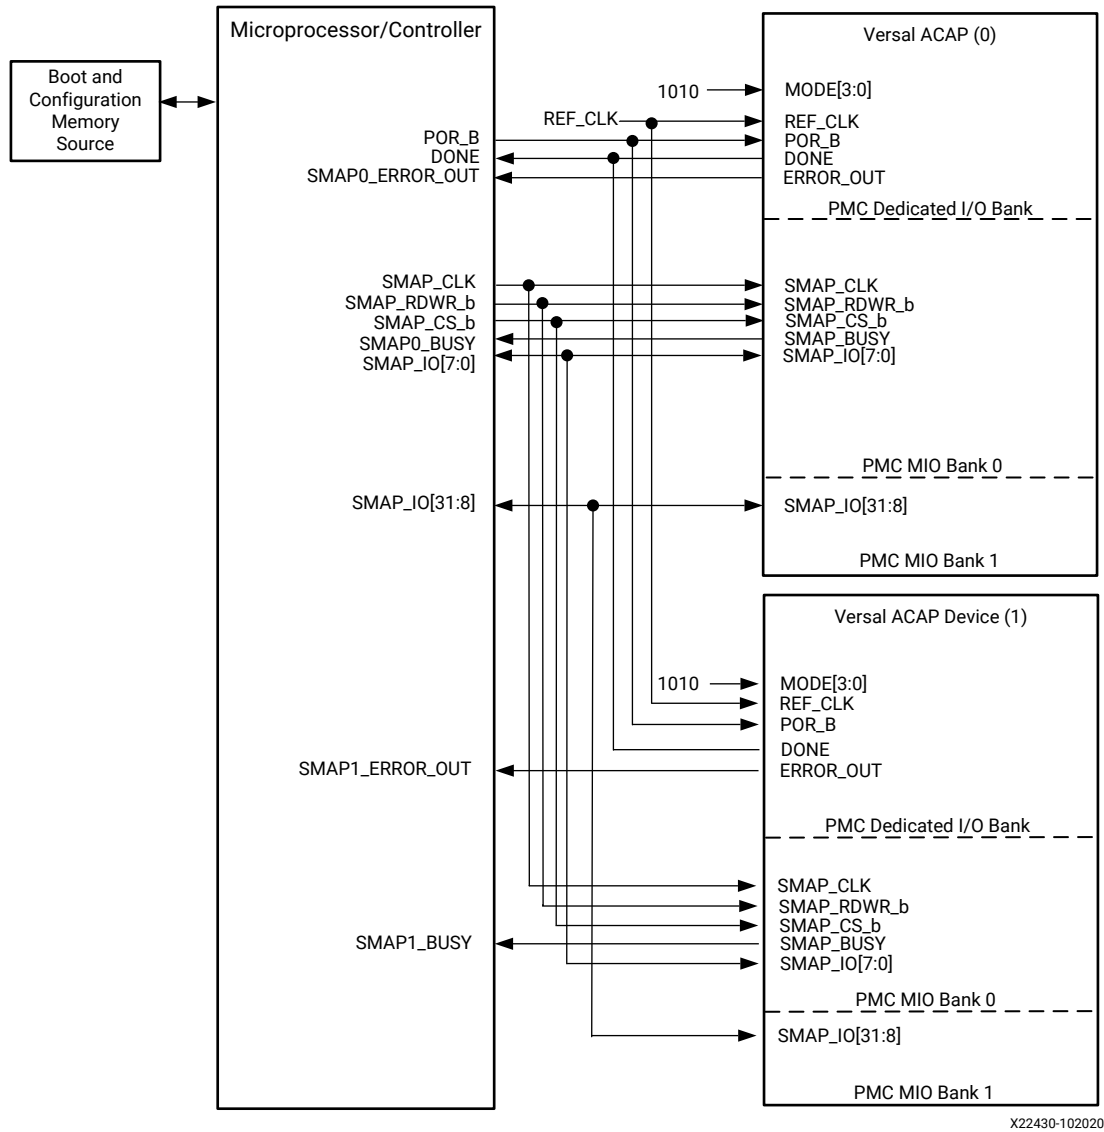 Microprocessor/Controller
Boot and
Configuration
Memory
Source
POR_B
DONE
SMAP0_ERROR_OUT
SMAP_CLK
SMAP_RDWR_b
SMAP_CS_b
SMAP0_BUSY
SMAP_IO[7:0]
SMAP_IO[31:8]
SMAP1_ERROR_OUT
SMAP1_BUSY
1010
REF_CLK
Versal ACAP (0)
MODE[3:0]
REF_CLK
POR_B
DONE
ERROR_OUT
PMC Dedicated I/O Bank
SMAP_CLK
SMAP_RDWR_b
SMAP_CS_b
SMAP_BUSY
SMAP_IO[7:0]
PMC MIO Bank 0
SMAP_IO[31:8]
PMC MIO Bank 1
Versal ACAP Device (1)
1010
MODE[3:0]
REF_CLK
POR_B
DONE
ERROR_OUT
PMC Dedicated I/O Bank
SMAP_CLK
SMAP_RDWR_b
SMAP_CS_b
SMAP_BUSY
SMAP_IO[7:0]
PMC MIO Bank 0
SMAP_IO[31:8]
PMC MIO Bank 1
X22430-102020